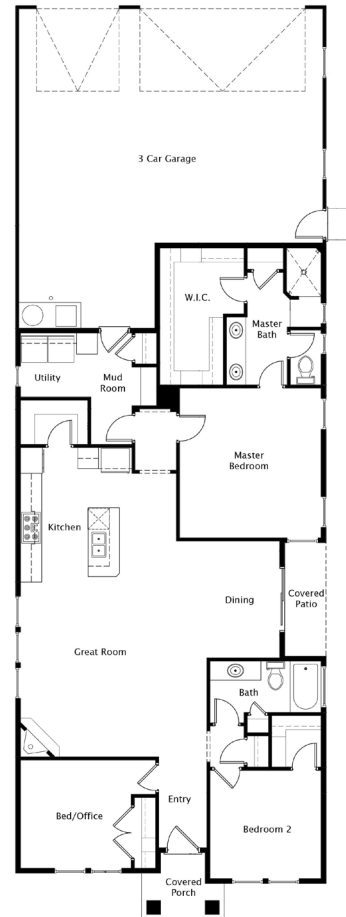 3 Car Garage
W.I.C.
Master
Bath
Utility
Mud
Room
Master
Bedroom
Kitchen
Dining
Covered
Patio
Great Room
Bath
Entry
Bed/Office
Bedroom 2
Covered
Porch